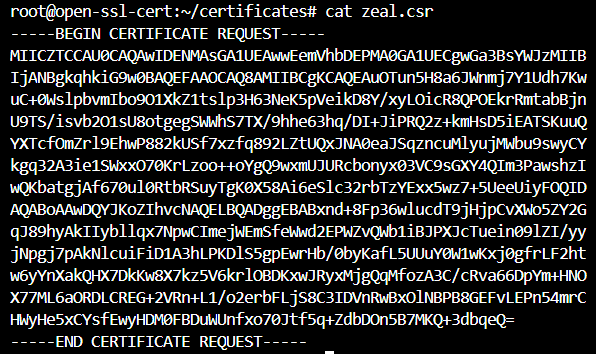 root@open-ssl-cert:~/certificates# cat zeal.csr
-----BEGIN CERTIFICATE REQUEST-----
MIICZTCCAU0CAQAwIDENMAsGA1UEAwwEemVhbDEPMA0GA1UECgwGa3BsYWJzMIIB
IjANBgkqhkiG9w0BAQEFAAOCAQ8AMIIBCgKCAQEAuOTun5H8a6JWnmj7Y1Udh7Kw
uC+0WslpbvmIbo9O1XkZ1tslp3H63NeK5pVeikD8Y/xyLOicR8QPOEkrRmtabBjn
U9TS/isvb2O1sU8otgegSWWhS7TX/9hhe63hq/DI+JiPRQ2z+kmHsD5iEATSKuuQ
YXTcfOmZrl9EhwP882kUSf7xzfq892LZtUQxJNA0eaJSqzncuMlyujMWbu9swyCY
kgq32A3ie1SWxxO70KrLzoo++oYgQ9wxmUJURcbonyx03VC9sGXY4QIm3PawshzI
wQKbatgjAf670ul0RtbRSuyTgK0X58Ai6eSlc32rbTzYExx5wz7+5UeeUiyFOQID
AQABoAAwDQYJKoZIhvcNAQELBQADggEBABxnd+8Fp36wlucdT9jHjpCvXWo5ZY2G
qJ89hyAkIIybllqx7NpwCImejWEmSfeWwd2EPWZvQWb1iBJPXJcTuein09lZI/yy
jNpgj7pAkNlcuiFiD1A3hLPKDlS5gpEwrHb/0byKafL5UUuY0W1wKxj0gfrLF2ht
w6yYnXakQHX7DkKw8X7kz5V6krlOBDKxwJRyxMjgQqMfozA3C/cRva66DpYm+HNO
X77ML6aORDLCREG+2VRn+L1/o2erbFLjS8C3IDVnRwBxOlNBPB8GEFvLEPn54mrC
HWyHe5xCYsfEwyHDM0FBDuWUnfxo70Jtf5q+ZdbDOn5B7MKQ+3dbqeQ=
-----END CERTIFICATE REQUEST-----